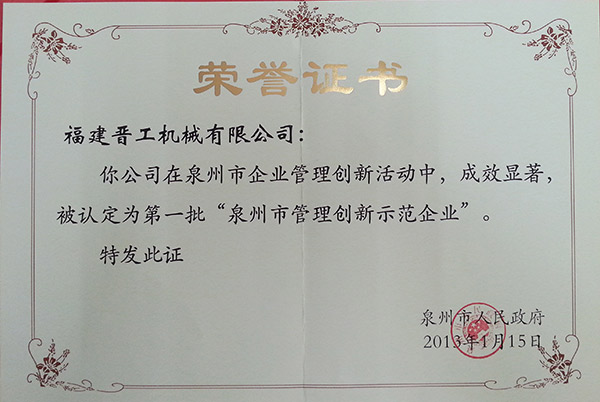 荣誉证书
福建晋工机械有限公司：
你公司在泉州市企业管理创新活动中，成效显著，
被认定为第一批“泉州市管理创新示范企业”。
特发此证
泉州市人民政府
2013年1月15日